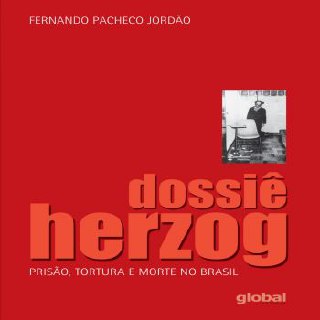 FERNANDO PACHECO JORDÃO
dossiê
herzog
PRISÃO, TORTURA E MORTE NO BRASIL
global